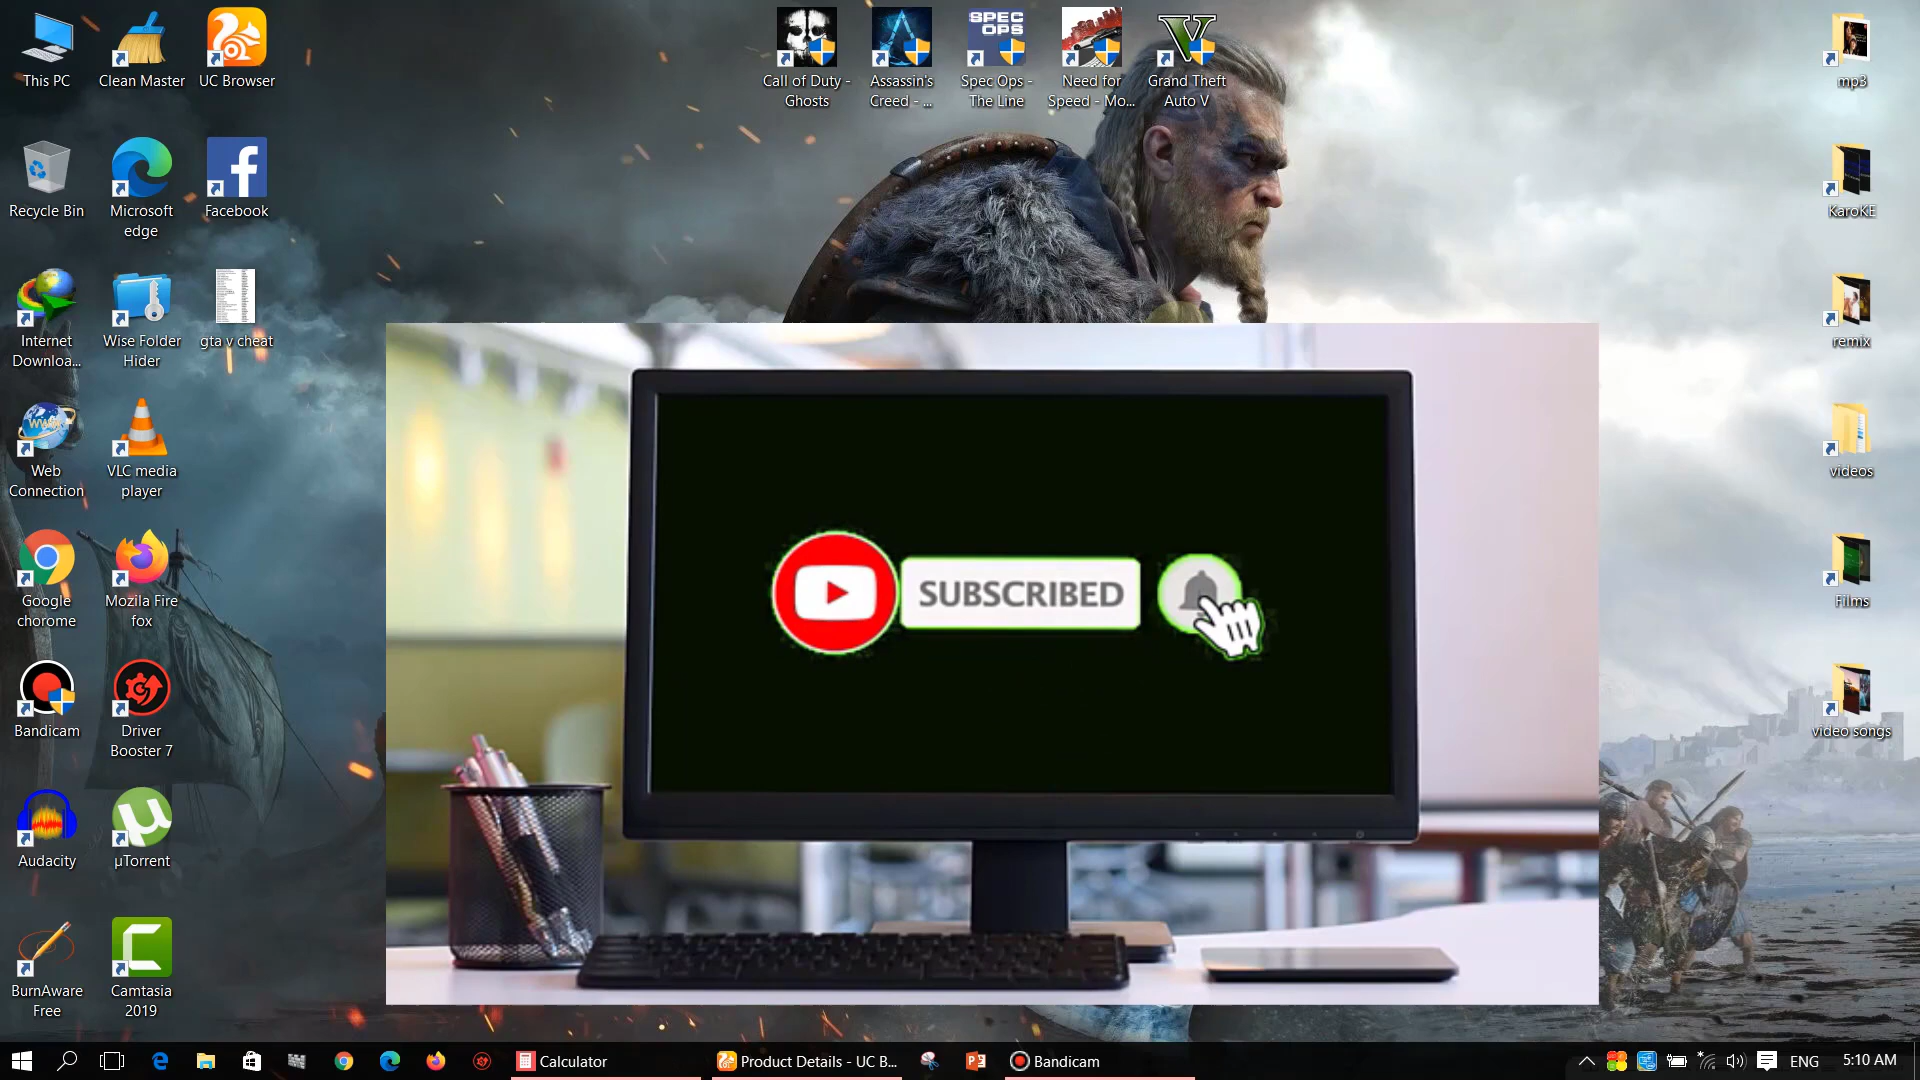 This PC
Clean Master
UC Browser
Call of Duty -
Ghosts
Assassin's
Creed - ...
SPEC
OPS
Spec Ops -
The Line
Need for
Speed - Mo...
Grand Theft
Auto V
mp3
Recycle Bin
Microsoft
edge
Facebook
KaroKE
Internet
Downloa...
Wise Folder
Hider
gta v cheat
remix
WWW
Web
Connection
VLC media
player
videos
SUBSCRIBED
Google
chorome
Mozila Fire
fox
Films
Bandicam
Driver
Booster 7
video songs
Audacity
µTorrent
BurnAware
Free
Camtasia
2019
Calculator
Product Details - UC B...
Bandicam
ENG
5:10 AM